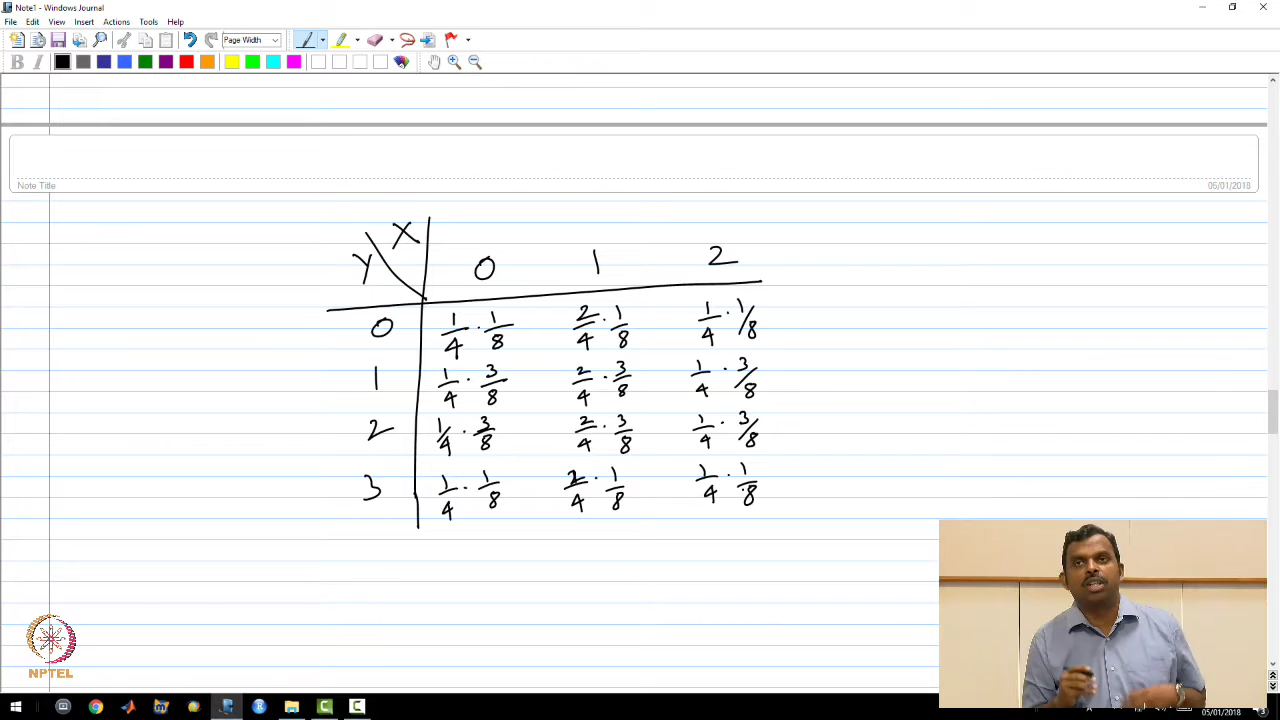 Note1 - Windows Journal
File Edit View Insert Actions Tools Help
Page Width
B I
Note Title
05/01/2018
X
Y 0 1 2
0 1/4 · 1/8 2/4 · 1/8 1/4 · 1/8
1 1/4 · 3/8 2/4 · 3/8 1/4 · 3/8
2 1/4 · 3/8 2/4 · 3/8 1/4 · 3/8
3 1/4 · 1/8 2/4 · 1/8 1/4 · 1/8
NPTEL
05/01/2018